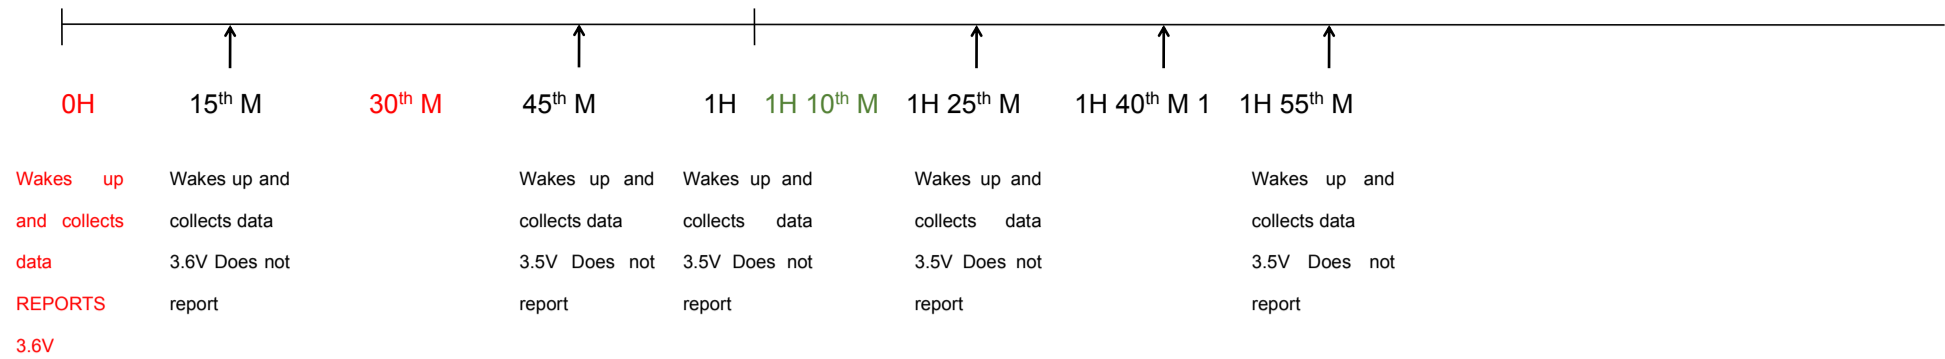 0H 15th M 30th M 45th M 1H 1H 10th M 1H 25th M 1H 40th M 1 1H 55th M
Wakes up
and collects
data
REPORTS
3.6V
Wakes up and
collects data
3.6V Does not
report
Wakes up and
collects data
3.5V Does not
report
Wakes up and
collects data
3.5V Does not
report
Wakes up and
collects data
3.5V Does not
report
Wakes up and
collects data
3.5V Does not
report